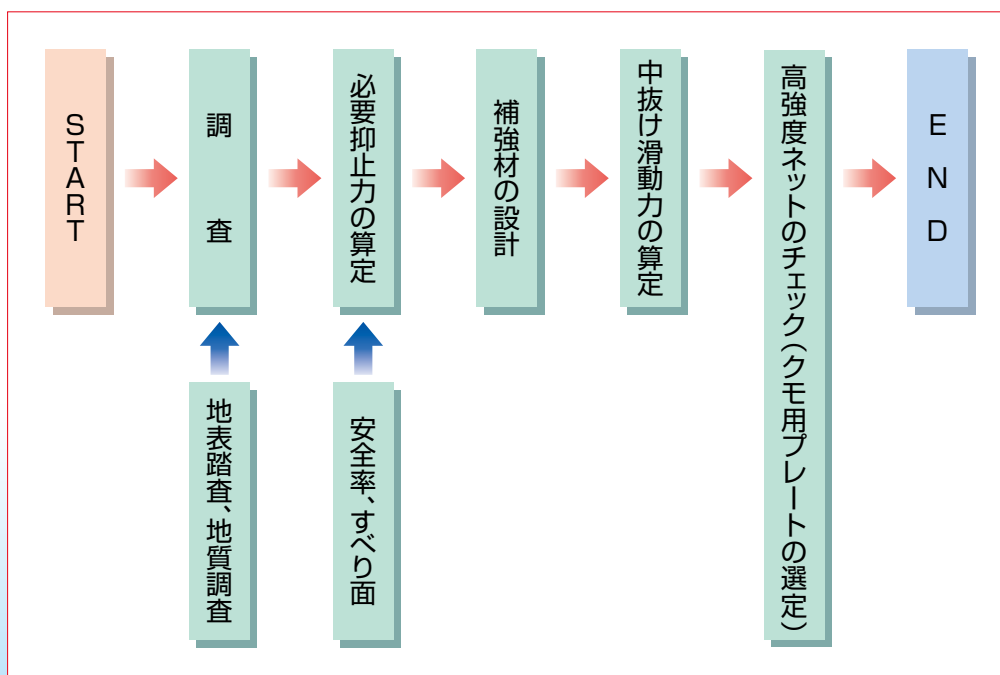 START
調査
必要抑止力の算定
補強材の設計
中抜け滑動力の算定
高強度ネットのチェック(クモ用プレートの選定)
END
地表踏査、地質調査
安全率、すべり面